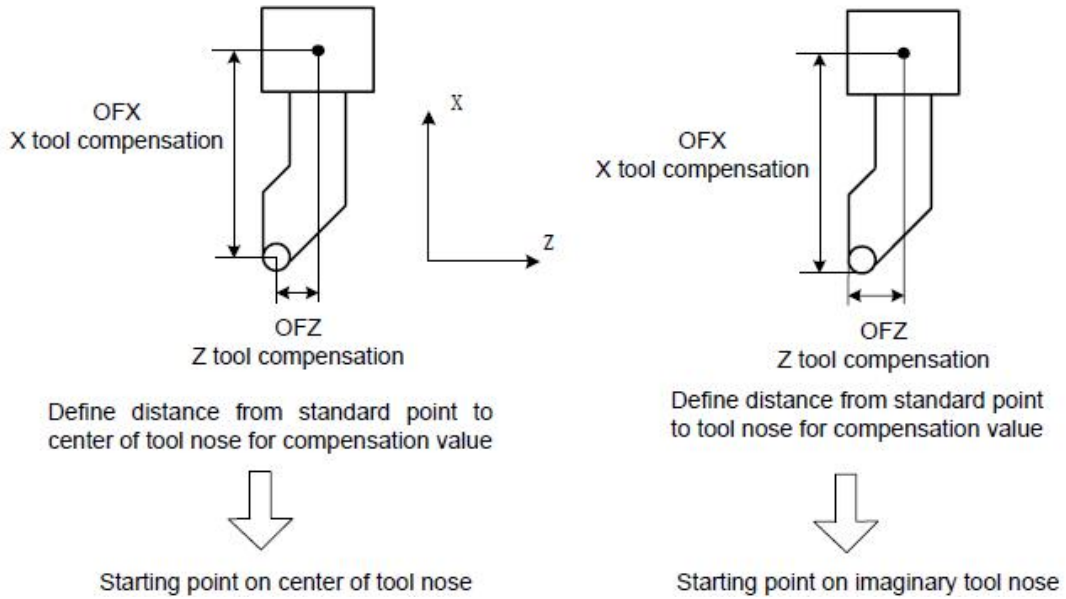 OFX
X tool compensation
X
Z
OFZ
Z tool compensation
Define distance from standard point to
center of tool nose for compensation value
Starting point on center of tool nose
OFX
X tool compensation
OFZ
Z tool compensation
Define distance from standard point
to tool nose for compensation value
Starting point on imaginary tool nose